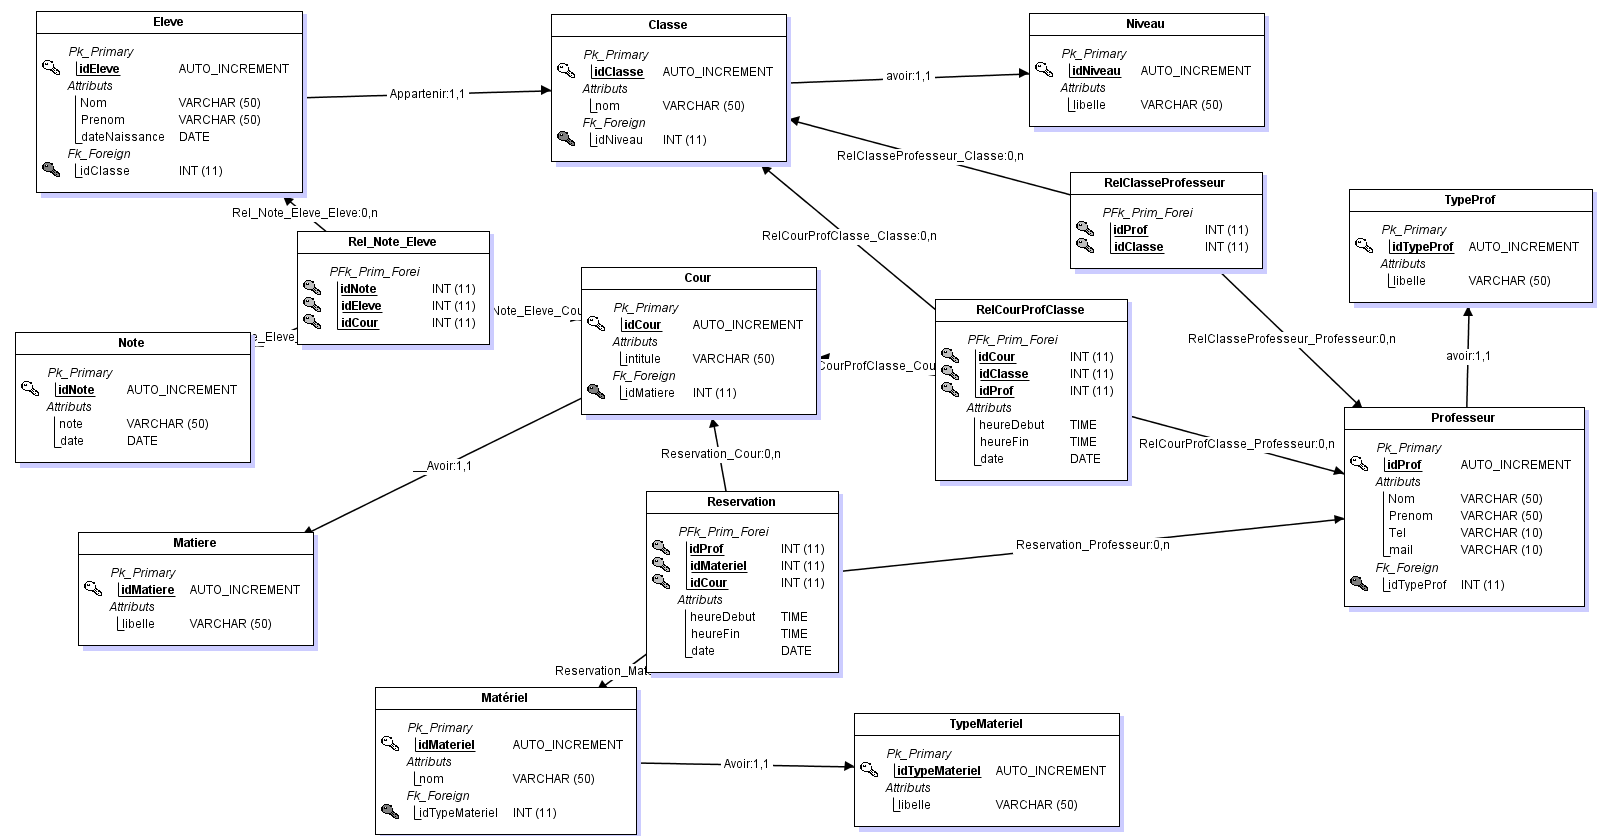 Eleve
Pk_Primary
idEleve AUTO_INCREMENT
Attributs
Nom VARCHAR (50)
Prenom VARCHAR (50)
dateNaissance DATE
Fk_Foreign
idClasse INT (11)
Appartenir:1,1
Classe
Pk_Primary
idClasse AUTO_INCREMENT
Attributs
nom VARCHAR (50)
Fk_Foreign
idNiveau INT (11)
avoir:1,1
Niveau
Pk_Primary
idNiveau AUTO_INCREMENT
Attributs
libelle VARCHAR (50)
RelClasseProfesseur_Classe:0,n
RelClasseProfesseur
PFk_Prim_Forei
idProf INT (11)
idClasse INT (11)
TypeProf
Pk_Primary
idTypeProf AUTO_INCREMENT
Attributs
libelle VARCHAR (50)
Rel_Note_Eleve_Eleve:0,n
Rel_Note_Eleve
PFk_Prim_Forei
idNote INT (11)
idEleve INT (11)
idCour INT (11)
RelCourProfClasse_Classe:0,n
Note_Eleve_Cou
e_Eleve_
Cour
Pk_Primary
idCour AUTO_INCREMENT
Attributs
intitule VARCHAR (50)
Fk_Foreign
idMatiere INT (11)
CourProfClasse_Cou
RelCourProfClasse
PFk_Prim_Forei
idCour INT (11)
idClasse INT (11)
idProf INT (11)
Attributs
heureDebut TIME
heureFin TIME
date DATE
RelClasseProfesseur_Professeur:0,n
avoir:1,1
Note
Pk_Primary
idNote AUTO_INCREMENT
Attributs
note VARCHAR (50)
date DATE
RelCourProfClasse_Professeur:0,n
Professeur
Pk_Primary
idProf AUTO_INCREMENT
Attributs
Nom VARCHAR (50)
Prenom VARCHAR (50)
Tel VARCHAR (10)
mail VARCHAR (10)
Fk_Foreign
idTypeProf INT (11)
__Avoir:1,1
Reservation_Cour:0,n
Reservation
PFk_Prim_Forei
idProf INT (11)
idMateriel INT (11)
idCour INT (11)
Attributs
heureDebut TIME
heureFin TIME
date DATE
Reservation_Professeur:0,n
Matiere
Pk_Primary
idMatiere AUTO_INCREMENT
Attributs
libelle VARCHAR (50)
Reservation_Mat
Matériel
Pk_Primary
idMateriel AUTO_INCREMENT
Attributs
nom VARCHAR (50)
Fk_Foreign
idTypeMateriel INT (11)
Avoir:1,1
TypeMateriel
Pk_Primary
idTypeMateriel AUTO_INCREMENT
Attributs
libelle VARCHAR (50)